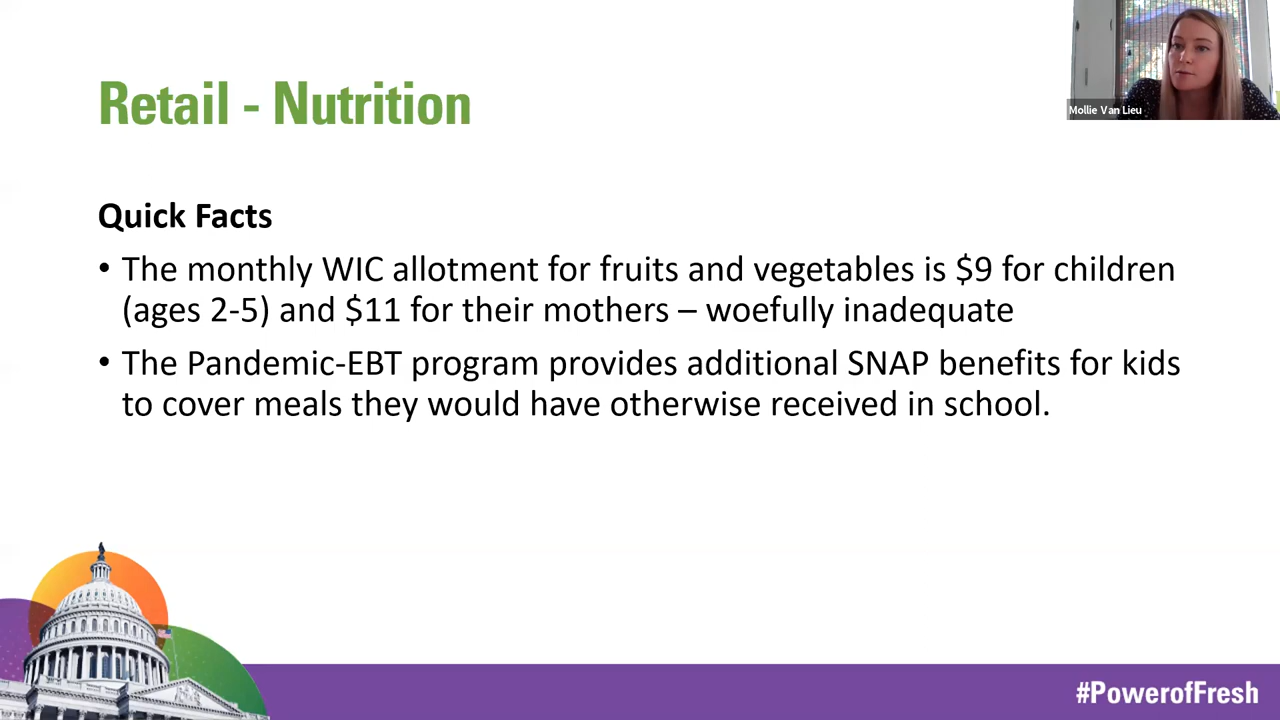 Retail - Nutrition
Mollie Van Lieu
Quick Facts
• The monthly WIC allotment for fruits and vegetables is $9 for children
(ages 2-5) and $11 for their mothers – woefully inadequate
• The Pandemic-EBT program provides additional SNAP benefits for kids
to cover meals they would have otherwise received in school.
#PowerofFresh